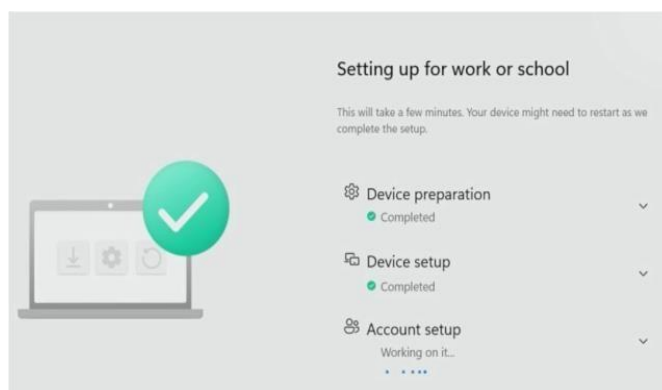 Setting up for work or school
This will take a few minutes. Your device might need to restart as we
complete the setup.
Device preparation
Completed
Device setup
Completed
Account setup
Working on it...